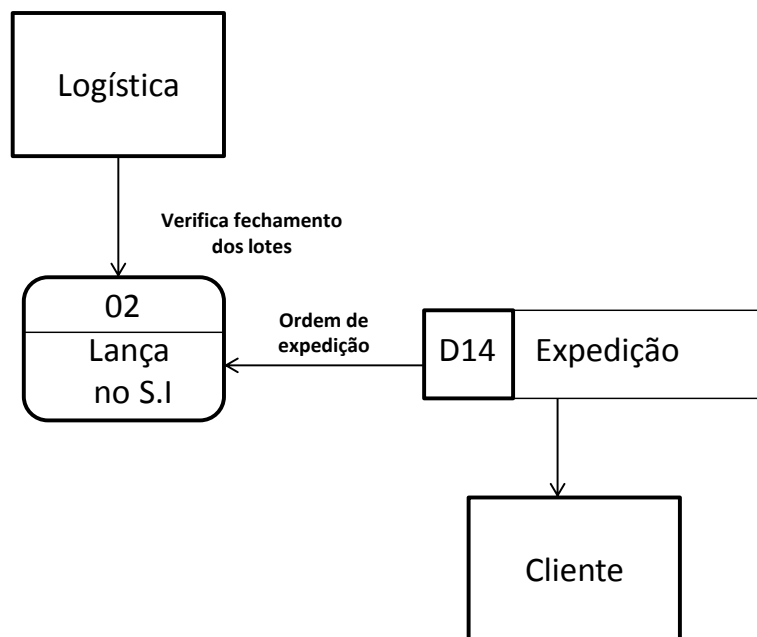 Logística
Verifica fechamento
dos lotes
02
Lança
no S.I
Ordem de
expedição
D14
Expedição
Cliente